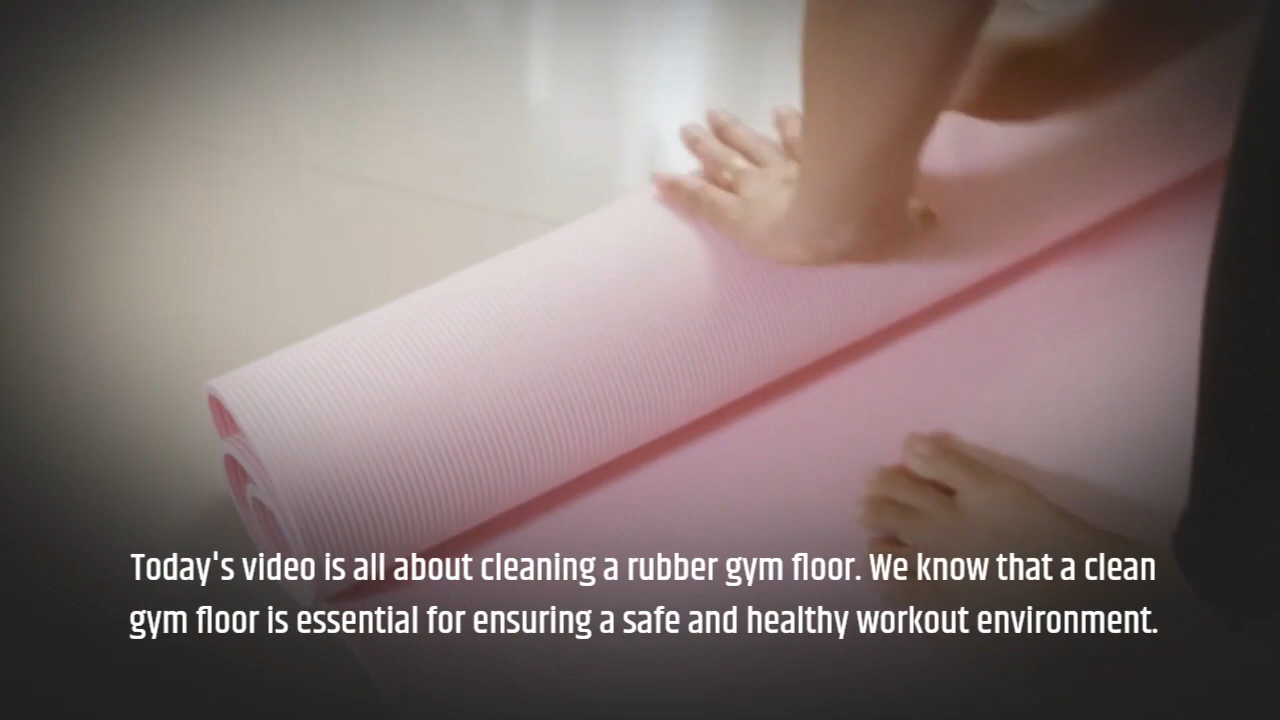 Today's video is all about cleaning a rubber gym floor. We know that a clean
gym floor is essential for ensuring a safe and healthy workout environment.